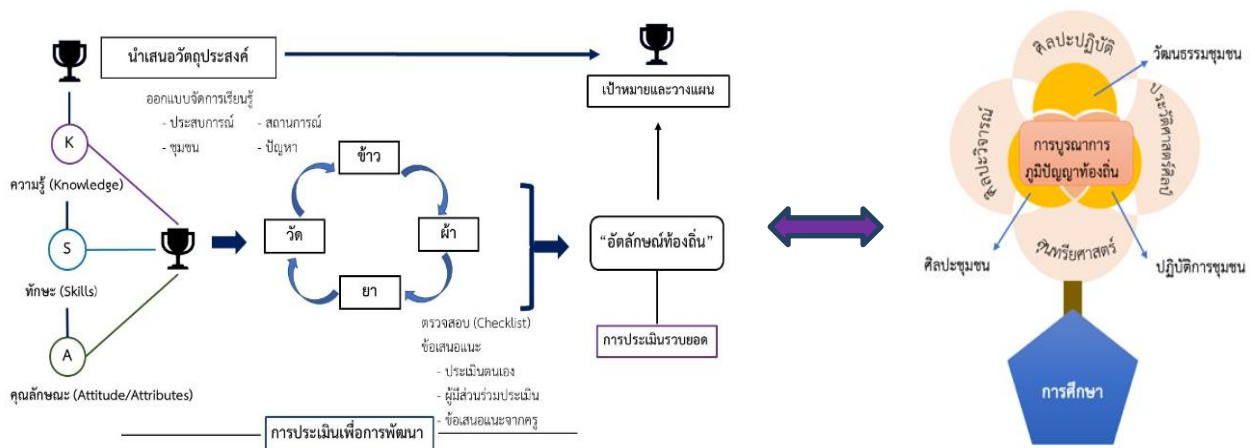 นำเสนอวัตถุประสงค์
ออกแบบจัดการเรียนรู้
- ประสบการณ์ - สถานการณ์
- ชุมชน - ปัญหา
K
ความรู้ (Knowledge)
S
ทักษะ (Skills)
A
คุณลักษณะ (Attitude/Attributes)
ข้าว
วัด
ผ้า
ยา
ตรวจสอบ (Checklist)
ข้อเสนอแนะ
- ประเมินตนเอง
- ผู้มีส่วนร่วมประเมิน
- ข้อเสนอแนะจากครู
การประเมินเพื่อการพัฒนา
เป้าหมายและวางแผน
“อัตลักษณ์ท้องถิ่น”
การประเมินรวบยอด
ศิลปะปฏิบัติ
วัฒนธรรมชุมชน
ศิลปะวิจารณ์
ประวัติศาสตร์ศิลป์
การบูรณาการ
ภูมิปัญญาท้องถิ่น
สุนทรียศาสตร์
ศิลปะชุมชน
ปฏิบัติการชุมชน
การศึกษา